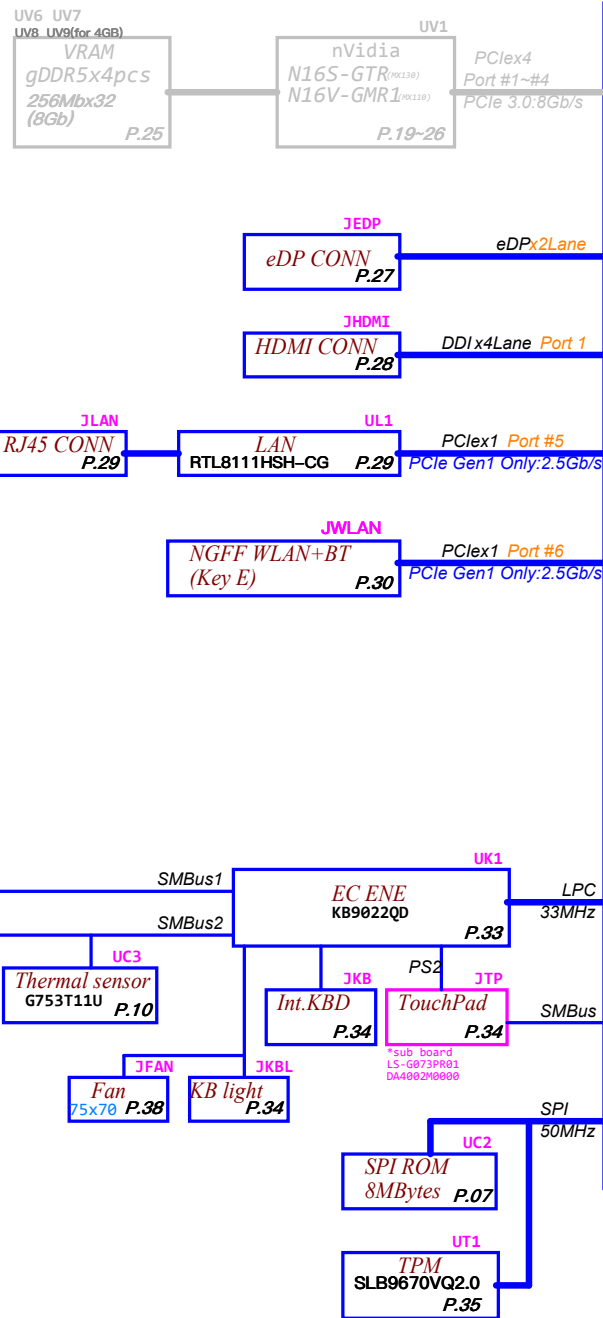 UV6 UV7
UV8 UV9(for 4GB)
VRAM
gDDR5x4pcs
256Mbx32
(8Gb)
P.25
UV1
nVidia
N16S-GTR(MX130)
N16V-GMR1(MX110)
P.19~26
PCIex4
Port #1~#4
PCIe 3.0:8Gb/s
JEDP
eDP CONN
P.27
eDPx2Lane
JHDMI
HDMI CONN
P.28
DDI x4Lane Port 1
JLAN
RJ45 CONN
P.29
UL1
LAN
RTL8111HSH-CG P.29
PCIex1 Port #5
PCIe Gen1 Only:2.5Gb/s
JWLAN
NGFF WLAN+BT
(Key E)
P.30
PCIex1 Port #6
PCIe Gen1 Only:2.5Gb/s
SMBus1
SMBus2
UK1
EC ENE
KB9022QD
P.33
LPC
33MHz
UC3
Thermal sensor
G753T11U
P.10
JKB
Int.KBD
P.34
PS2
JTP
TouchPad
P.34
SMBus
*sub board
LS-G073PR01
DA4002M0000
JFAN
Fan
75x70 P.38
JKBL
KB light
P.34
SPI
50MHz
UC2
SPI ROM
8MBytes P.07
UT1
TPM
SLB9670VQ2.0
P.35